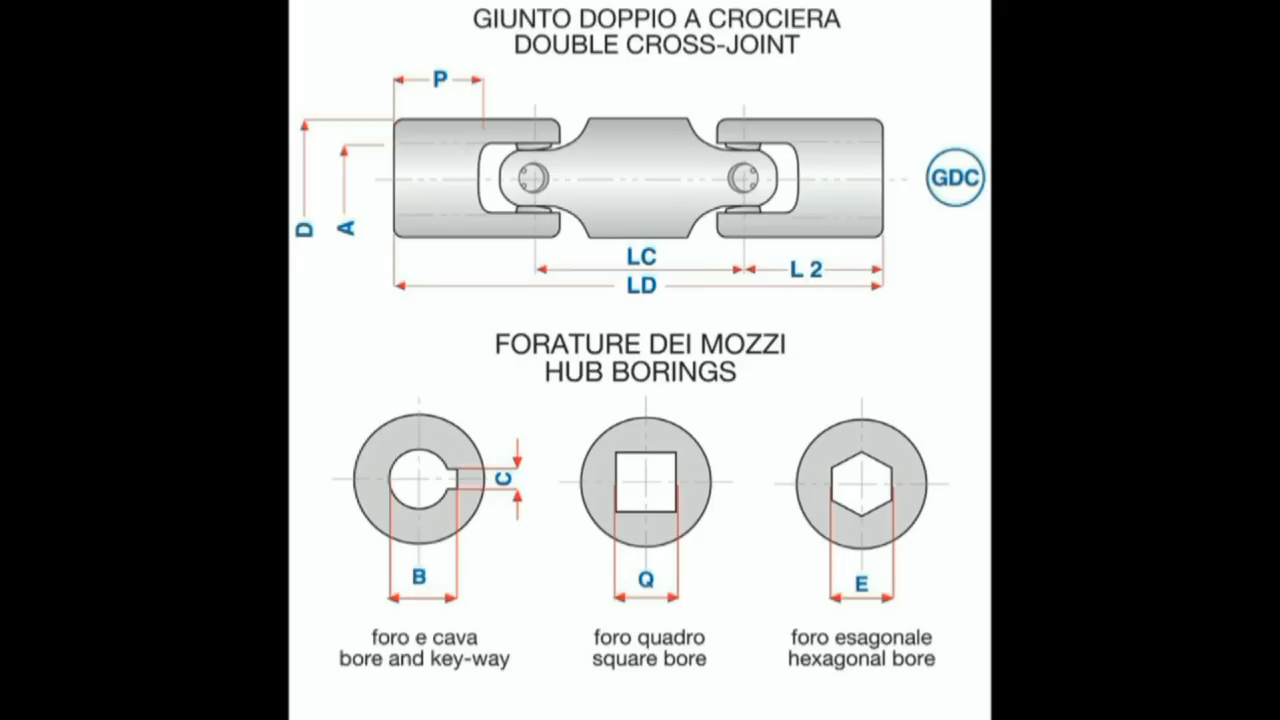 GIUNTO DOPPIO A CROCIERA
DOUBLE CROSS-JOINT
P
GDC
D
A
LC
L 2
LD
FORATURE DEI MOZZI
HUB BORINGS
C
B
Q
E
foro e cava
bore and key-way
foro quadro
square bore
foro esagonale
hexagonal bore